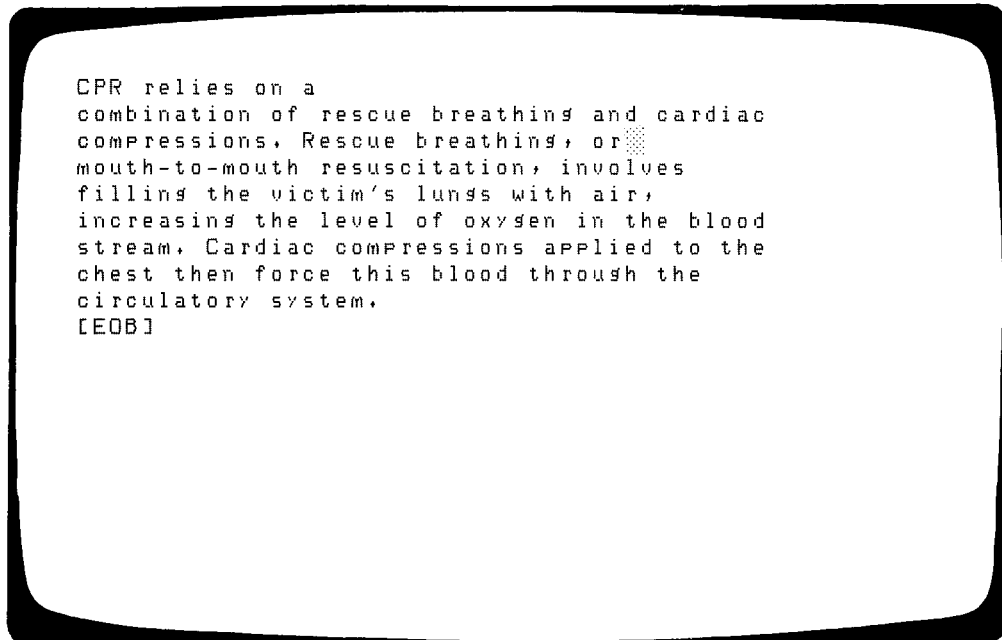 CPR relies on a
combination of rescue breathing and cardiac
compressions. Rescue breathing, or
mouth-to-mouth resuscitation, involves
filling the victim's lungs with air,
increasing the level of oxygen in the blood
stream. Cardiac compressions applied to the
chest then force this blood through the
circulatory system.
[EOB]